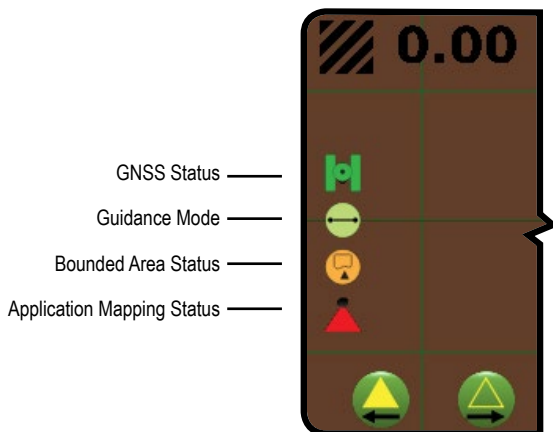 0.00
GNSS Status
Guidance Mode
Bounded Area Status
Application Mapping Status